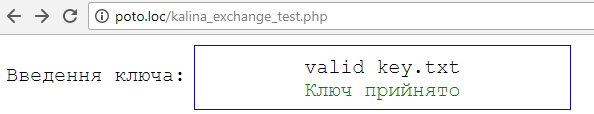 poto.loc/kalina_exchange_test.php
Введення ключа:
valid key.txt
Ключ прийнято